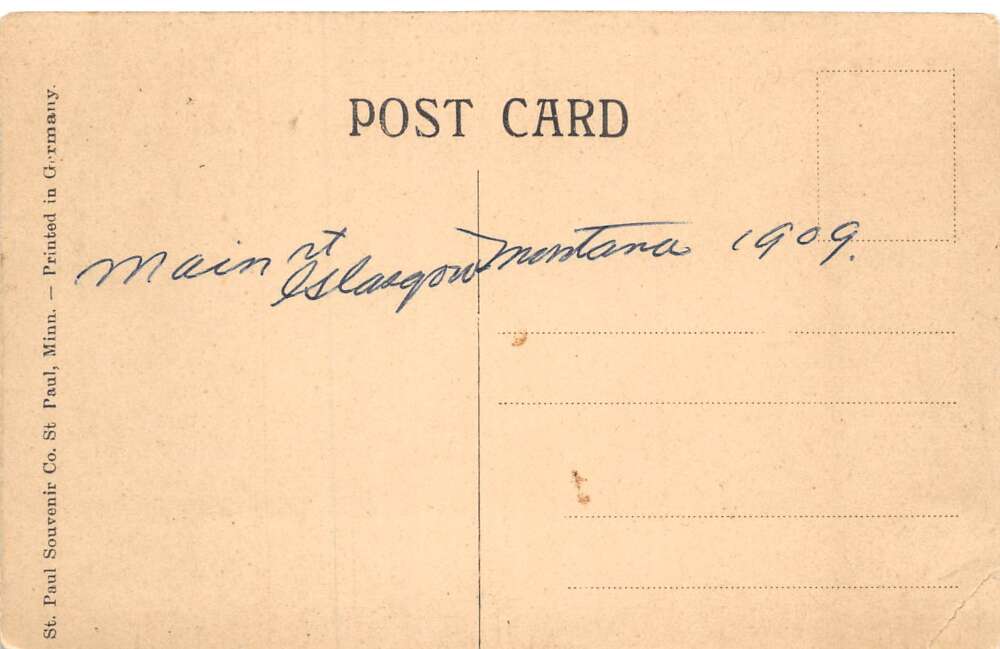 POST CARD
Main st Glasgow Montana 1909.
St. Paul Souvenir Co. St Paul, Minn. — Printed in Germany.